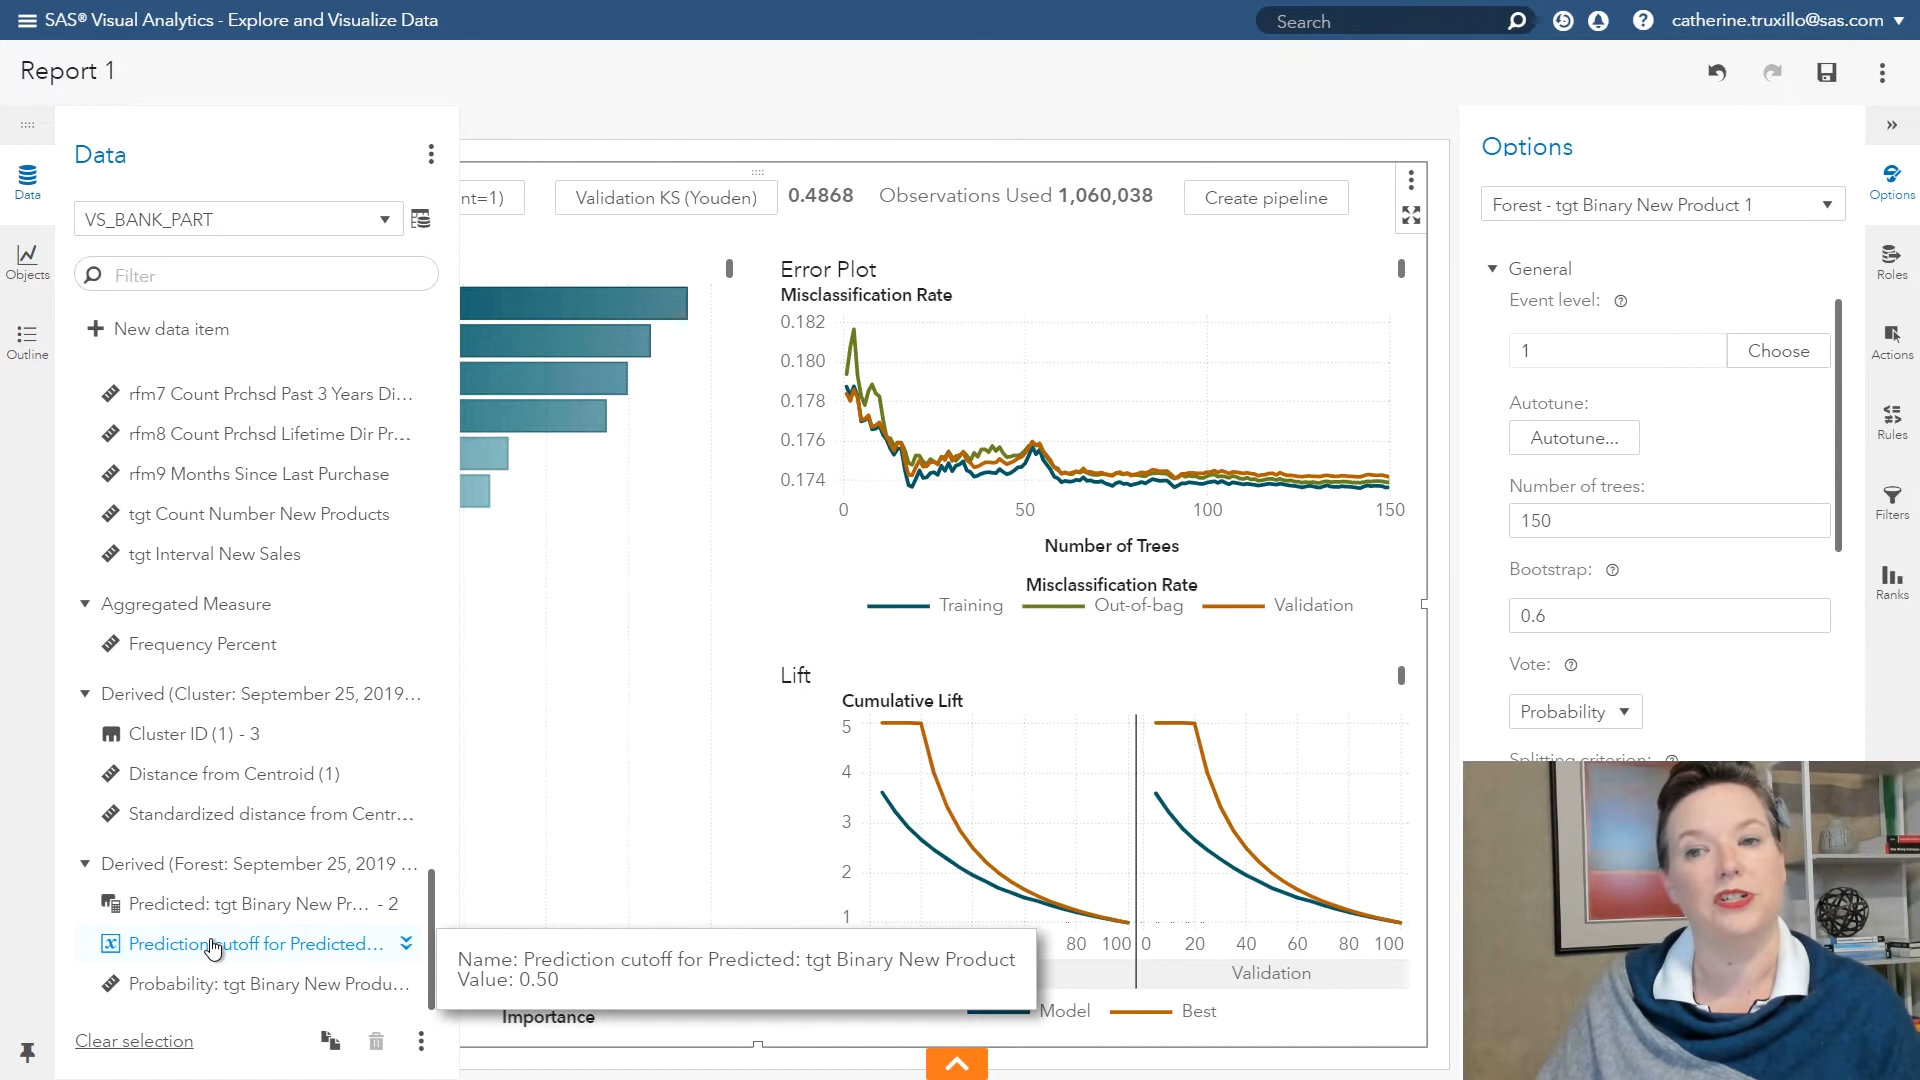 SAS® Visual Analytics - Explore and Visualize Data
Search
catherine.truxillo@sas.com
Report 1
Data
Objects
Outline
Data
VS_BANK_PART
Filter
New data item
rfm7 Count Prchsd Past 3 Years Di...
rfm8 Count Prchsd Lifetime Dir Pr...
rfm9 Months Since Last Purchase
tgt Count Number New Products
tgt Interval New Sales
Aggregated Measure
Frequency Percent
Derived (Cluster: September 25, 2019...
Cluster ID (1) - 3
Distance from Centroid (1)
Standardized distance from Centr...
Derived (Forest: September 25, 2019 ...
Predicted: tgt Binary New Pr... - 2
Prediction cutoff for Predicted...
Probability: tgt Binary New Produ...
Clear selection
Name: Prediction cutoff for Predicted: tgt Binary New Product
Value: 0.50
nt=1)
Validation KS (Youden) 0.4868
Observations Used 1,060,038
Create pipeline
Importance
Error Plot
Misclassification Rate
0.182
0.180
0.178
0.176
0.174
0 50 100 150
Number of Trees
Misclassification Rate
Training Out-of-bag Validation
Lift
Cumulative Lift
5
4
3
2
1
80 100 0 20 40 60 80 100
Validation
Model Best
Options
Forest - tgt Binary New Product 1
General
Event level:
1
Choose
Autotune:
Autotune...
Number of trees:
150
Bootstrap:
0.6
Vote:
Probability
Splitting criterion:
Options
Roles
Actions
Rules
Filters
Ranks